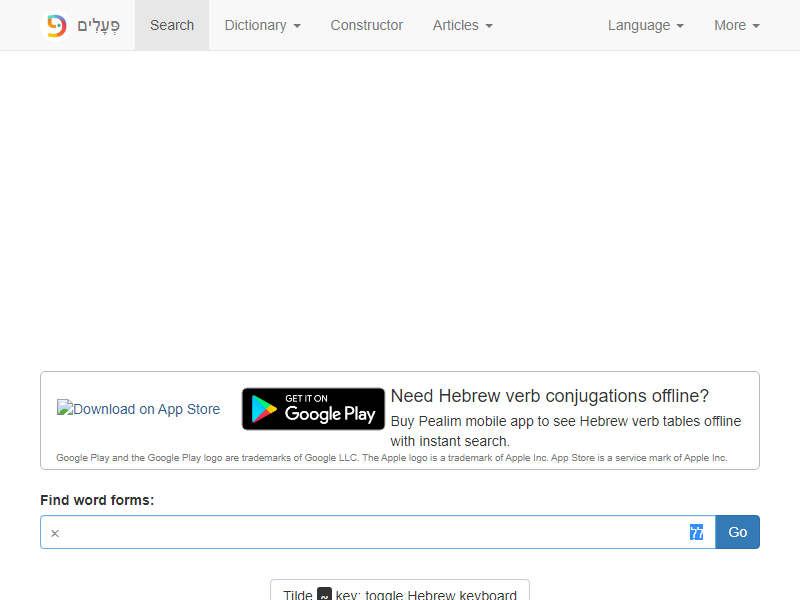 פְּעָלִים
Search
Dictionary
Constructor
Articles
Language
More
Download on App Store
GET IT ON
Google Play
Need Hebrew verb conjugations offline?
Buy Pealim mobile app to see Hebrew verb tables offline
with instant search.
Google Play and the Google Play logo are trademarks of Google LLC. The Apple logo is a trademark of Apple Inc. App Store is a service mark of Apple Inc.
Find word forms:
×
Go
Tilde ~ key: toggle Hebrew keyboard